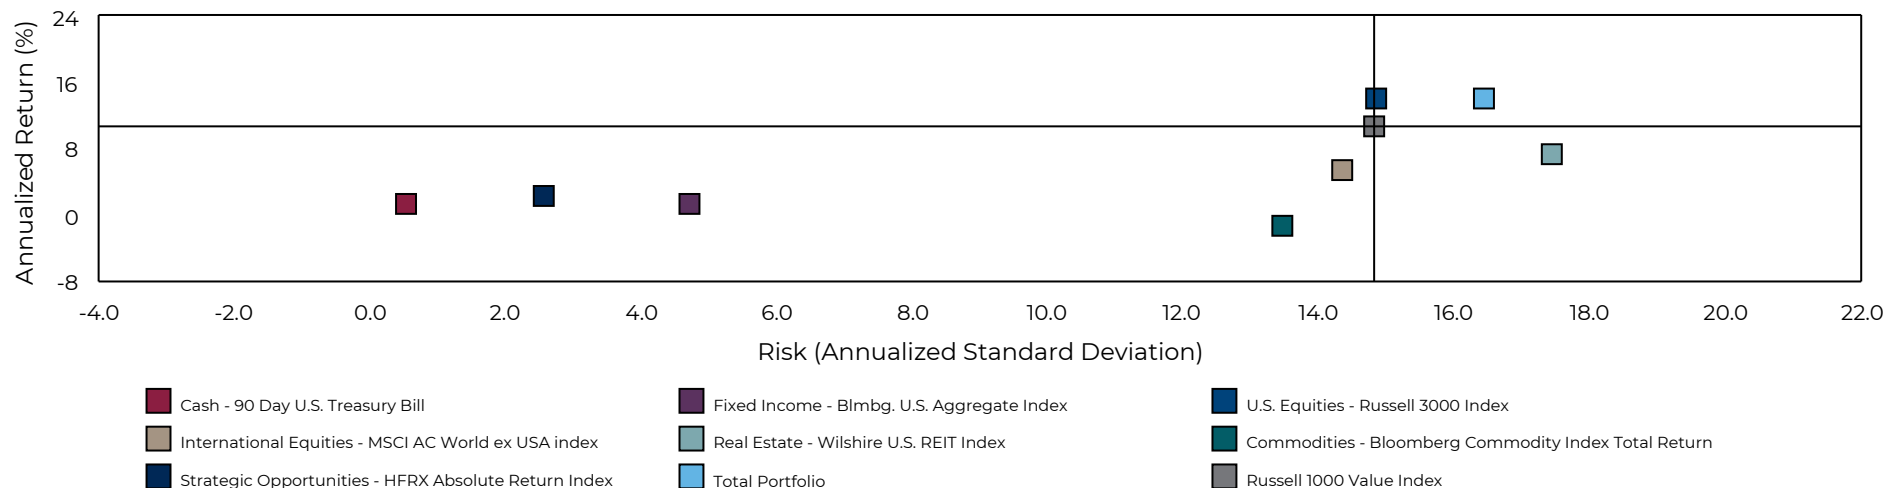 24
16
8
0
-8
Annualized Return (%)
-4.0 -2.0 0.0 2.0 4.0 6.0 8.0 10.0 12.0 14.0 16.0 18.0 20.0 22.0
Risk (Annualized Standard Deviation)
Cash - 90 Day U.S. Treasury Bill Fixed Income - Blmbg. U.S. Aggregate Index U.S. Equities - Russell 3000 Index
International Equities - MSCI AC World ex USA index Real Estate - Wilshire U.S. REIT Index Commodities - Bloomberg Commodity Index Total Return
Strategic Opportunities - HFRX Absolute Return Index Total Portfolio Russell 1000 Value Index